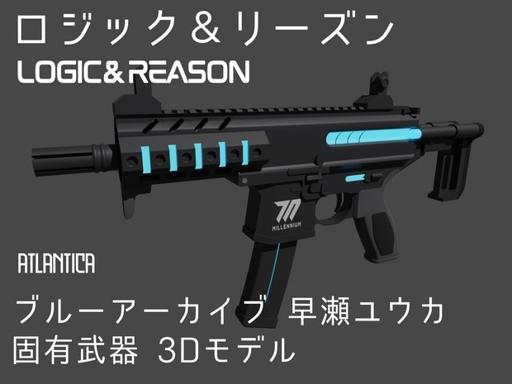 ロジック&リーズン
LOGIC&REASON
MILLENNIUM
ATLANTICA
ブルーアーカイブ 早瀬ユウカ
固有武器 3Dモデル